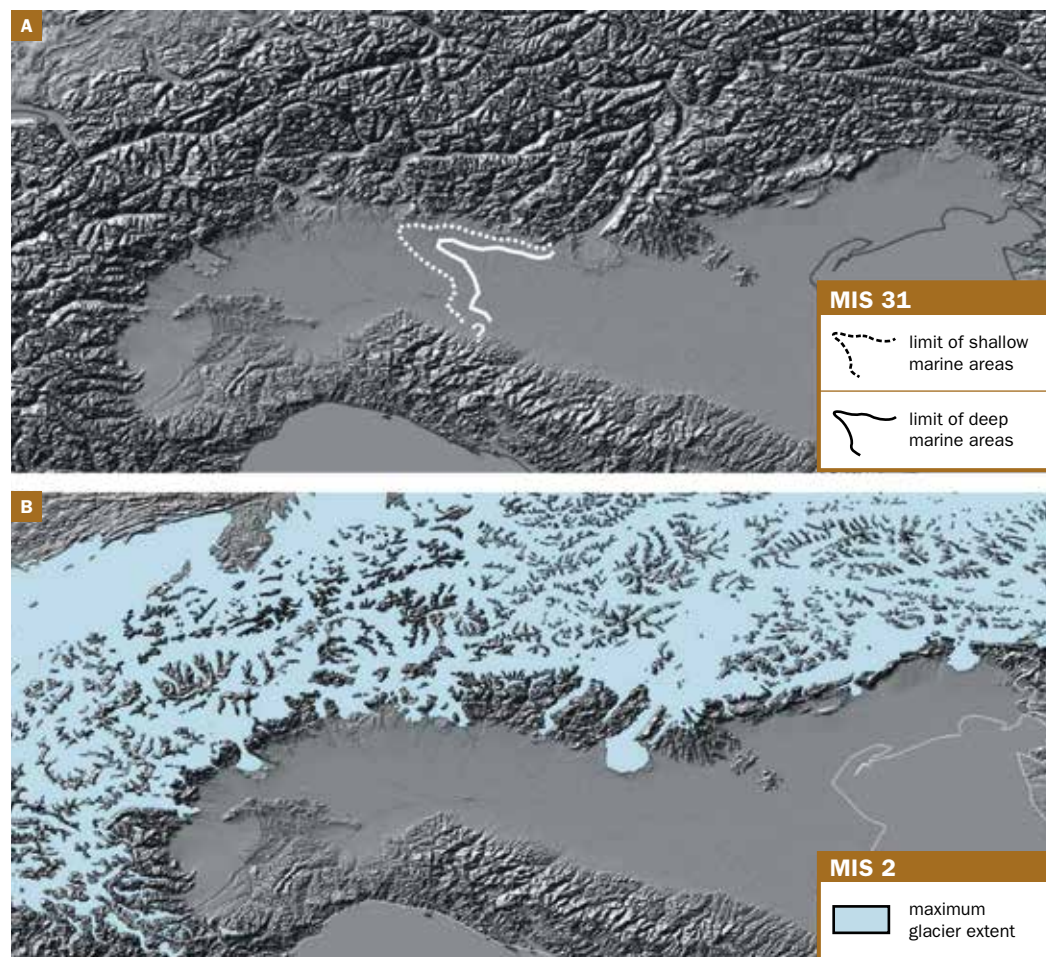 A
?
MIS 31
limit of shallow
marine areas
limit of deep
marine areas
B
MIS 2
maximum
glacier extent